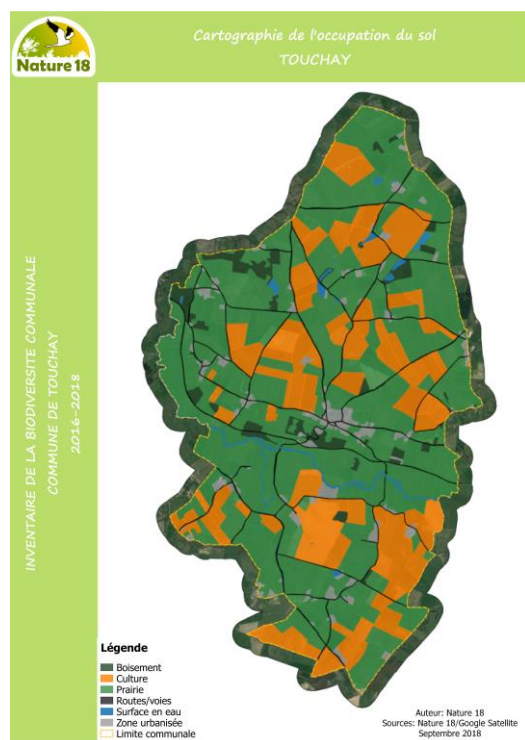 Nature 18
Cartographie de l'occupation du sol
TOUCHAY
INVENTAIRE DE LA BIODIVERSITE COMMUNALE
COMMUNE DE TOUCHAY
2016-2018
Légende
Boisement
Culture
Prairie
Routes/voies
Surface en eau
Zone urbanisée
Limite communale
Auteur: Nature 18
Sources: Nature 18/Google Satellite
Septembre 2018